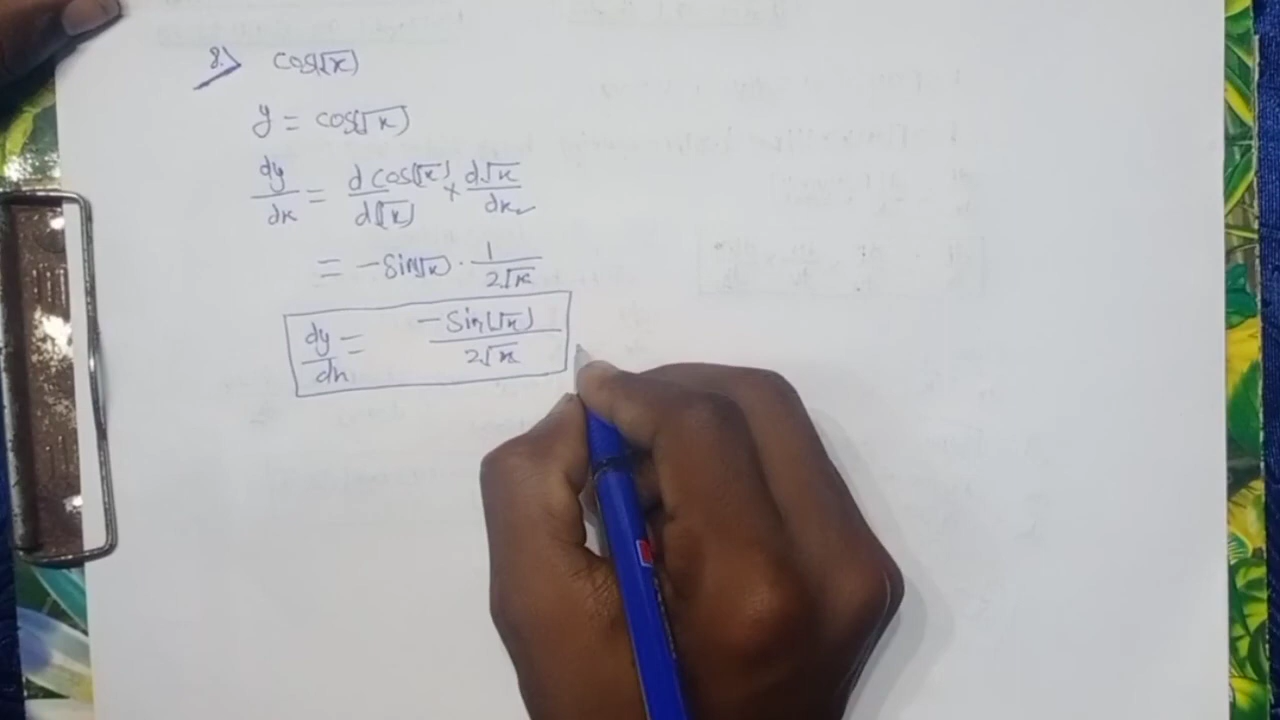 8.> cos(√x)
y = cos(√x)
dy/dx = d cos(√x)/d(√x) × d√x/dx
= -Sin(√x) · 1/2√x
dy/dx = -Sin(√x)/2√x